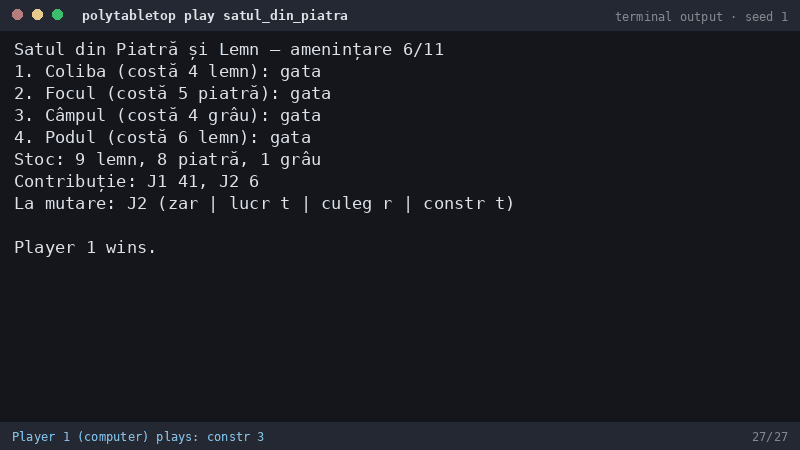 polytabletop play satul_din_piatra
terminal output · seed 1
Satul din Piatră și Lemn — amenințare 6/11
1. Coliba (costă 4 lemn): gata
2. Focul (costă 5 piatră): gata
3. Câmpul (costă 4 grâu): gata
4. Podul (costă 6 lemn): gata
Stoc: 9 lemn, 8 piatră, 1 grâu
Contribuție: J1 41, J2 6
La mutare: J2 (zar | lucr t | culeg r | constr t)
Player 1 wins.
Player 1 (computer) plays: constr 3
27/27